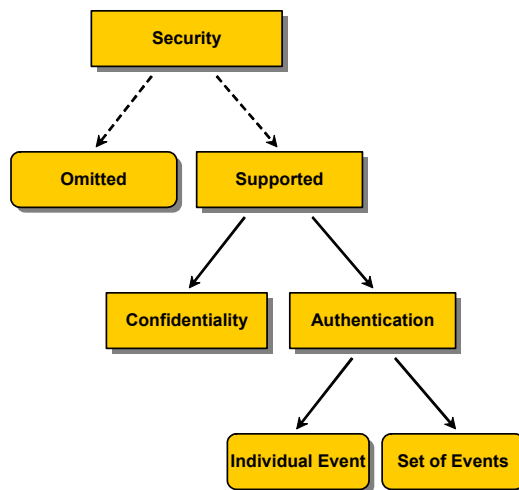 Security
Omitted
Supported
Confidentiality
Authentication
Individual Event
Set of Events